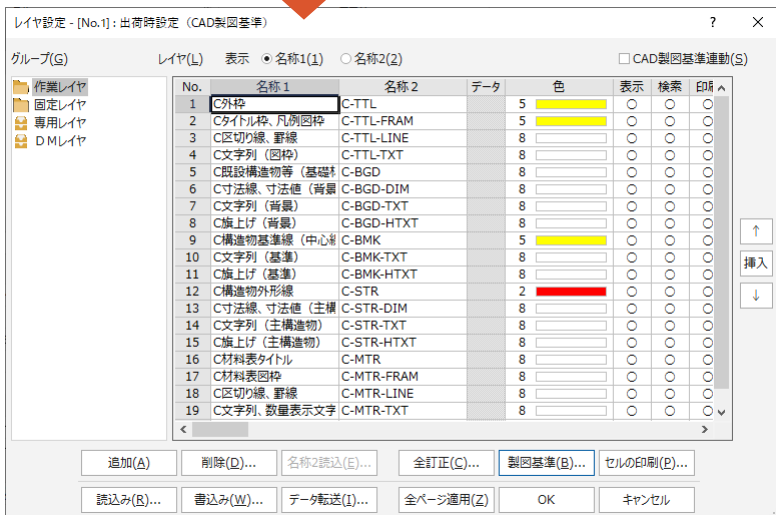 レイヤ設定 - [No.1] : 出荷時設定（CAD製図基準） ? ×
グループ(G) レイヤ(L) 表示 名称1(1) 名称2(2) CAD製図基準連動(S)
作業レイヤ
固定レイヤ
専用レイヤ
DMレイヤ
No. 名称1 名称2 データ 色 表示 検索 印刷
1 C外枠 C-TTL 5 ○ ○ ○
2 Cタイトル枠、凡例図枠 C-TTL-FRAM 5 ○ ○ ○
3 C区切り線、罫線 C-TTL-LINE 8 ○ ○ ○
4 C文字列（図枠） C-TTL-TXT 8 ○ ○ ○
5 C既設構造物等（基礎 C-BGD 8 ○ ○ ○
6 C寸法線、寸法値（背景 C-BGD-DIM 8 ○ ○ ○
7 C文字列（背景） C-BGD-TXT 8 ○ ○ ○
8 C旗上げ（背景） C-BGD-HTXT 8 ○ ○ ○
9 C構造物基準線（中心 C-BMK 5 ○ ○ ○
10 C文字列（基準） C-BMK-TXT 8 ○ ○ ○
11 C旗上げ（基準） C-BMK-HTXT 8 ○ ○ ○
12 C構造物外形線 C-STR 2 ○ ○ ○
13 C寸法線、寸法値（主構 C-STR-DIM 8 ○ ○ ○
14 C文字列（主構造物） C-STR-TXT 8 ○ ○ ○
15 C旗上げ（主構造物） C-STR-HTXT 8 ○ ○ ○
16 C材料表タイトル C-MTR 8 ○ ○ ○
17 C材料表図枠 C-MTR-FRAM 8 ○ ○ ○
18 C区切り線、罫線 C-MTR-LINE 8 ○ ○ ○
19 C文字列、数量表示文字 C-MTR-TXT 8 ○ ○ ○
↑
挿入
↓
追加(A) 削除(D)... 名称2読込(E)... 全訂正(C)... 製図基準(B)... セルの印刷(P)...
読込み(R)... 書込み(W)... データ転送(I)... 全ページ適用(Z) OK キャンセル